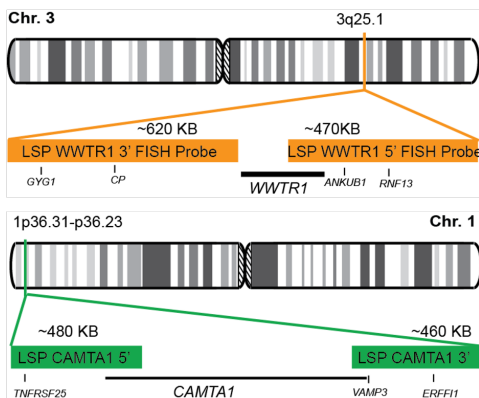 Chr. 3
3q25.1
~620 KB
~470KB
LSP WWTR1 3’ FISH Probe
LSP WWTR1 5’ FISH Probe
GYG1
CP
WWTR1
ANKUB1
RNF13
1p36.31-p36.23
Chr. 1
~480 KB
~460 KB
LSP CAMTA1 5’
LSP CAMTA1 3’
TNFRSF25
CAMTA1
VAMP3
ERFFI1